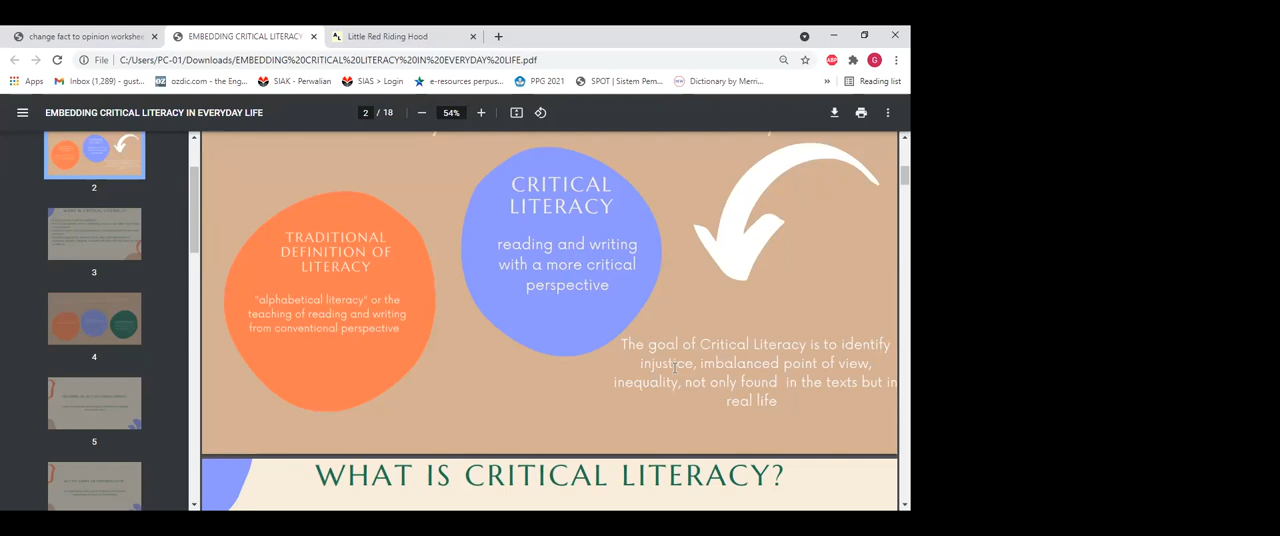 change fact to opinion workshee
EMBEDDING CRITICAL LITERACY
Little Red Riding Hood
File
C:/Users/PC-01/Downloads/EMBEDDING%20CRITICAL%20LITERACY%20IN%20EVERYDAY%20LIFE.pdf
G
Apps
Inbox (1,289) - gust...
ozdic.com - the Eng...
SIAK - Perwalian
SIAS > Login
e-resources perpus...
PPG 2021
SPOT | Sistem Pem...
Dictionary by Merri...
»
Reading list
EMBEDDING CRITICAL LITERACY IN EVERYDAY LIFE
2 / 18
54%
2
3
4
5
TRADITIONAL
DEFINITION OF
LITERACY
"alphabetical literacy" or the
teaching of reading and writing
from conventional perspective
CRITICAL
LITERACY
reading and writing
with a more critical
perspective
The goal of Critical Literacy is to identify
injustice, imbalanced point of view,
inequality, not only found in the texts but in
real life
WHAT IS CRITICAL LITERACY?